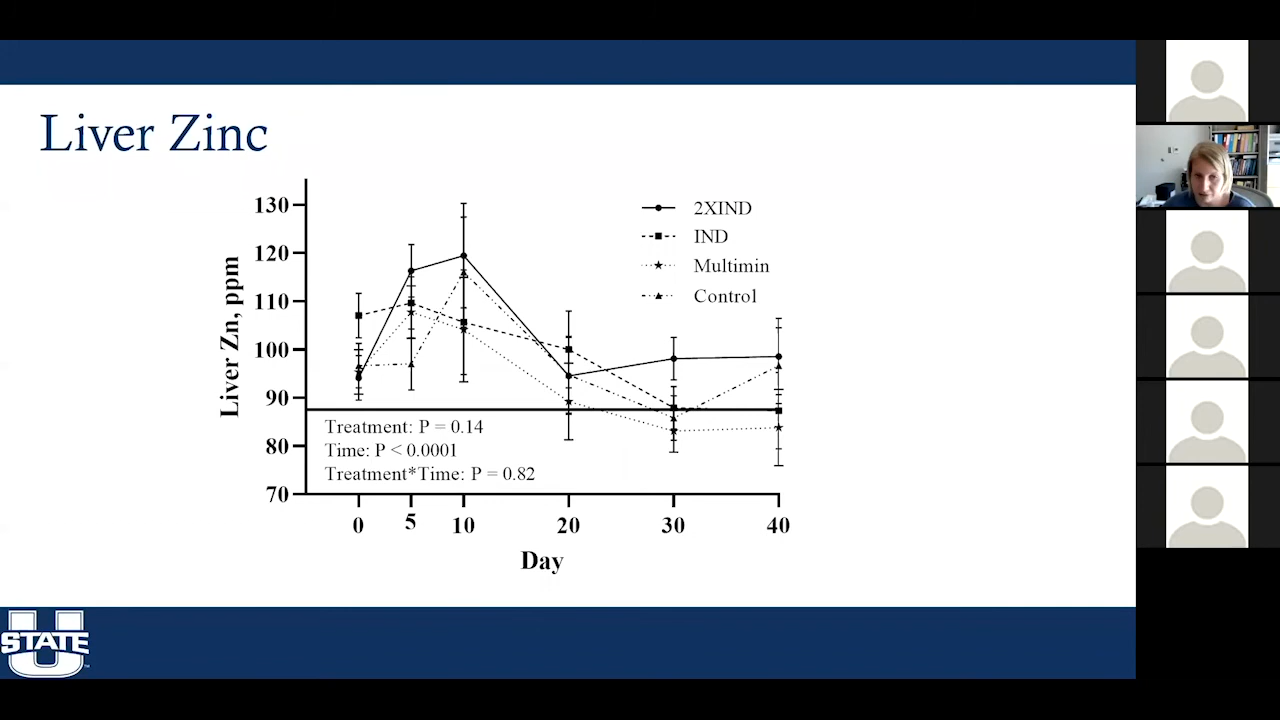 Liver Zinc
130
120
110
100
90
80
70
Liver Zn, ppm
2XIND
IND
Multimin
Control
Treatment: P = 0.14
Time: P < 0.0001
Treatment*Time: P = 0.82
0 5 10 20 30 40
Day
U
STATE
TM